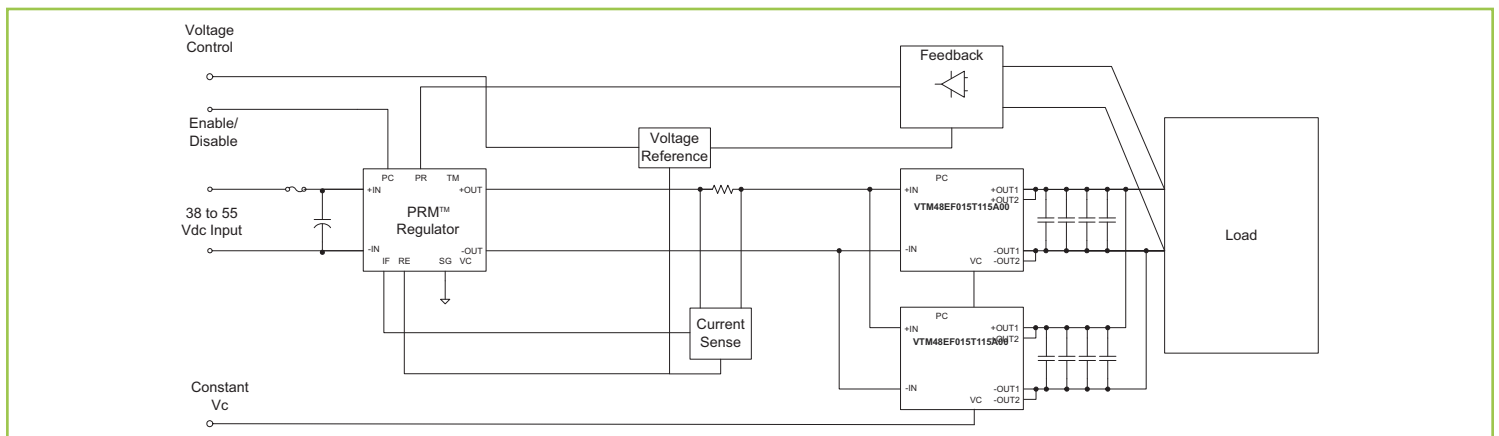 Voltage
Control
Feedback
Enable/
Disable
Voltage
Reference
PC PR TM
+IN
+OUT
PRM™
Regulator
38 to 55
Vdc Input
-IN
-OUT
IF RE SG VC
PC
+IN
+OUT1
+OUT2
VTM48EF015T115A00
-IN
-OUT1
-OUT2
VC
Load
Current
Sense
PC
+IN
+OUT1
+OUT2
VTM48EF015T115A00
-IN
-OUT1
-OUT2
VC
Constant
Vc